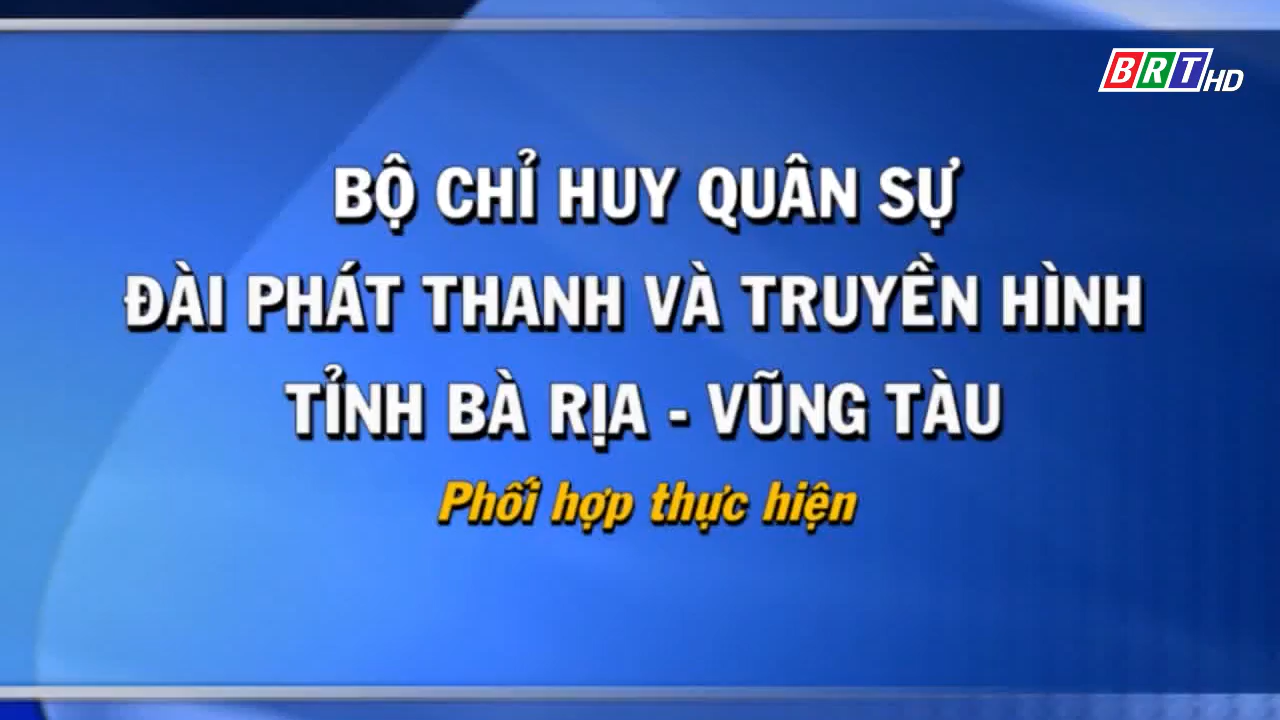 BRT HD
BỘ CHỈ HUY QUÂN SỰ
ĐÀI PHÁT THANH VÀ TRUYỀN HÌNH
TỈNH BÀ RỊA - VŨNG TÀU
Phối hợp thực hiện